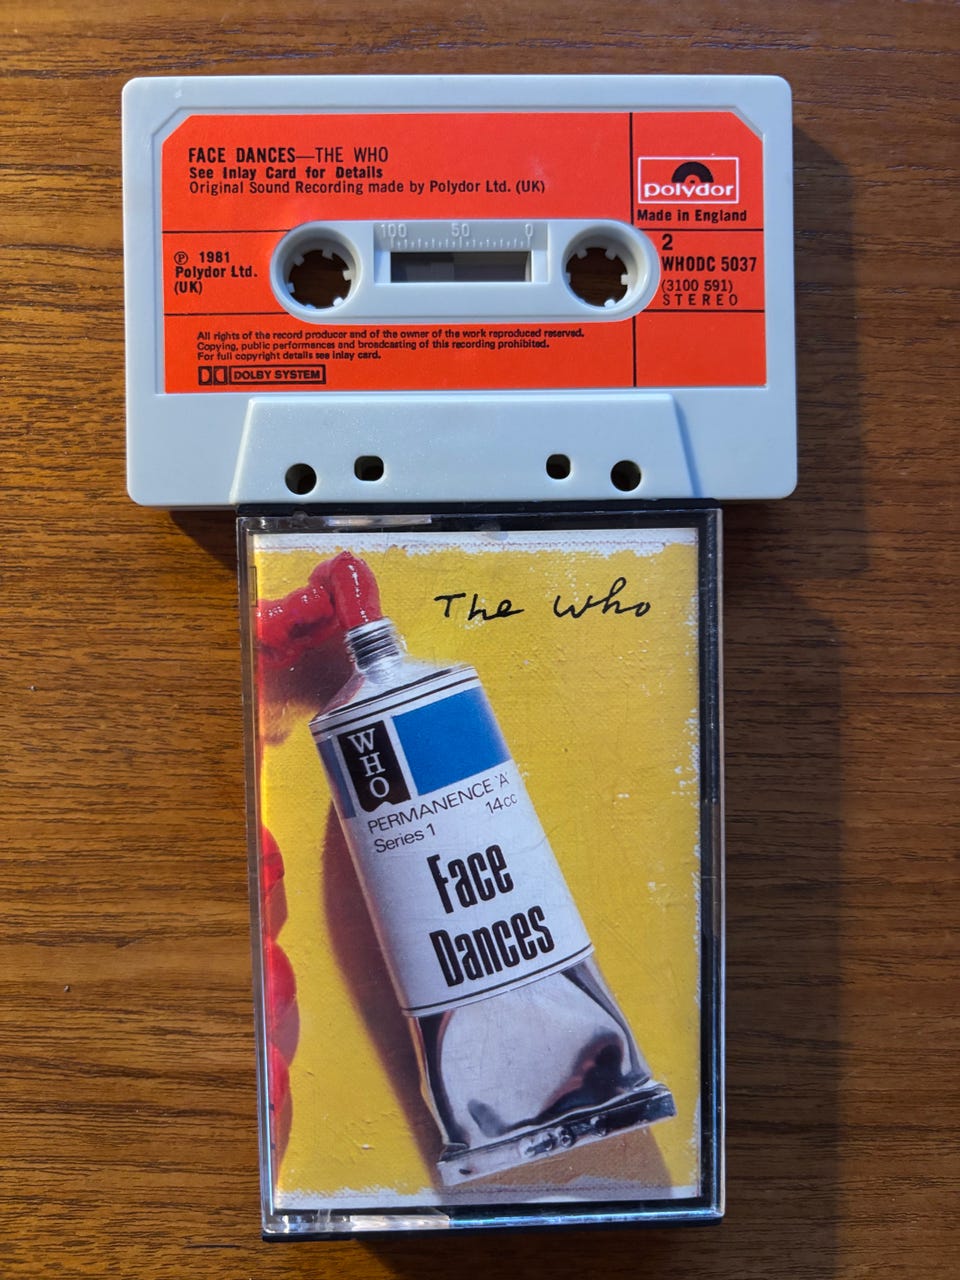 FACE DANCES—THE WHO
See Inlay Card for Details
Original Sound Recording made by Polydor Ltd. (UK)
polydor
Made in England
100 50 0
℗ 1981
Polydor Ltd.
(UK)
2
WHODC 5037
(3100 591)
STEREO
All rights of the record producer and of the owner of the work reproduced reserved.
Copying, public performances and broadcasting of this recording prohibited.
For full copyright details see inlay card.
DOLBY SYSTEM
The Who
WHO
PERMANENCE 'A'
Series 1 14cc
Face
Dances